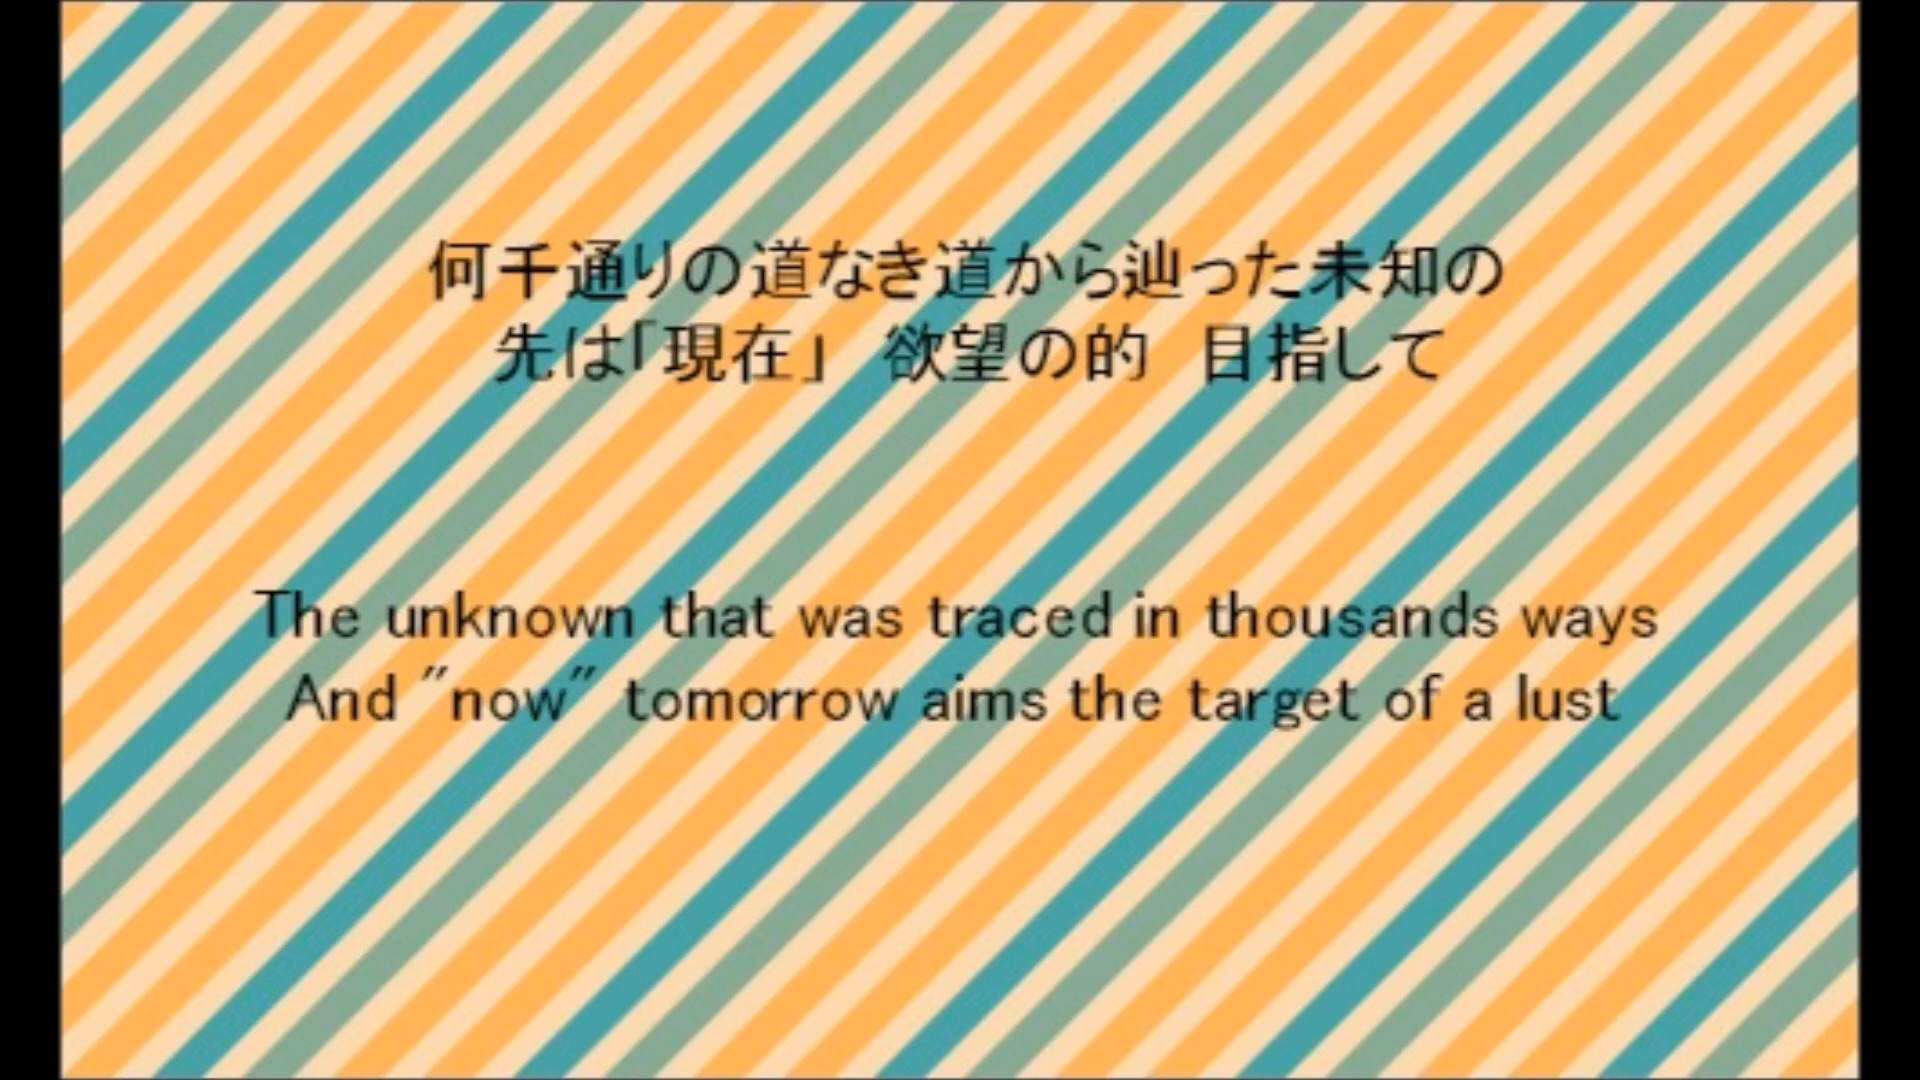 何千通りの道なき道から辿った未知の
先は「現在」　欲望の的　目指して
The unknown that was traced in thousands ways
And "now" tomorrow aims the target of a lust